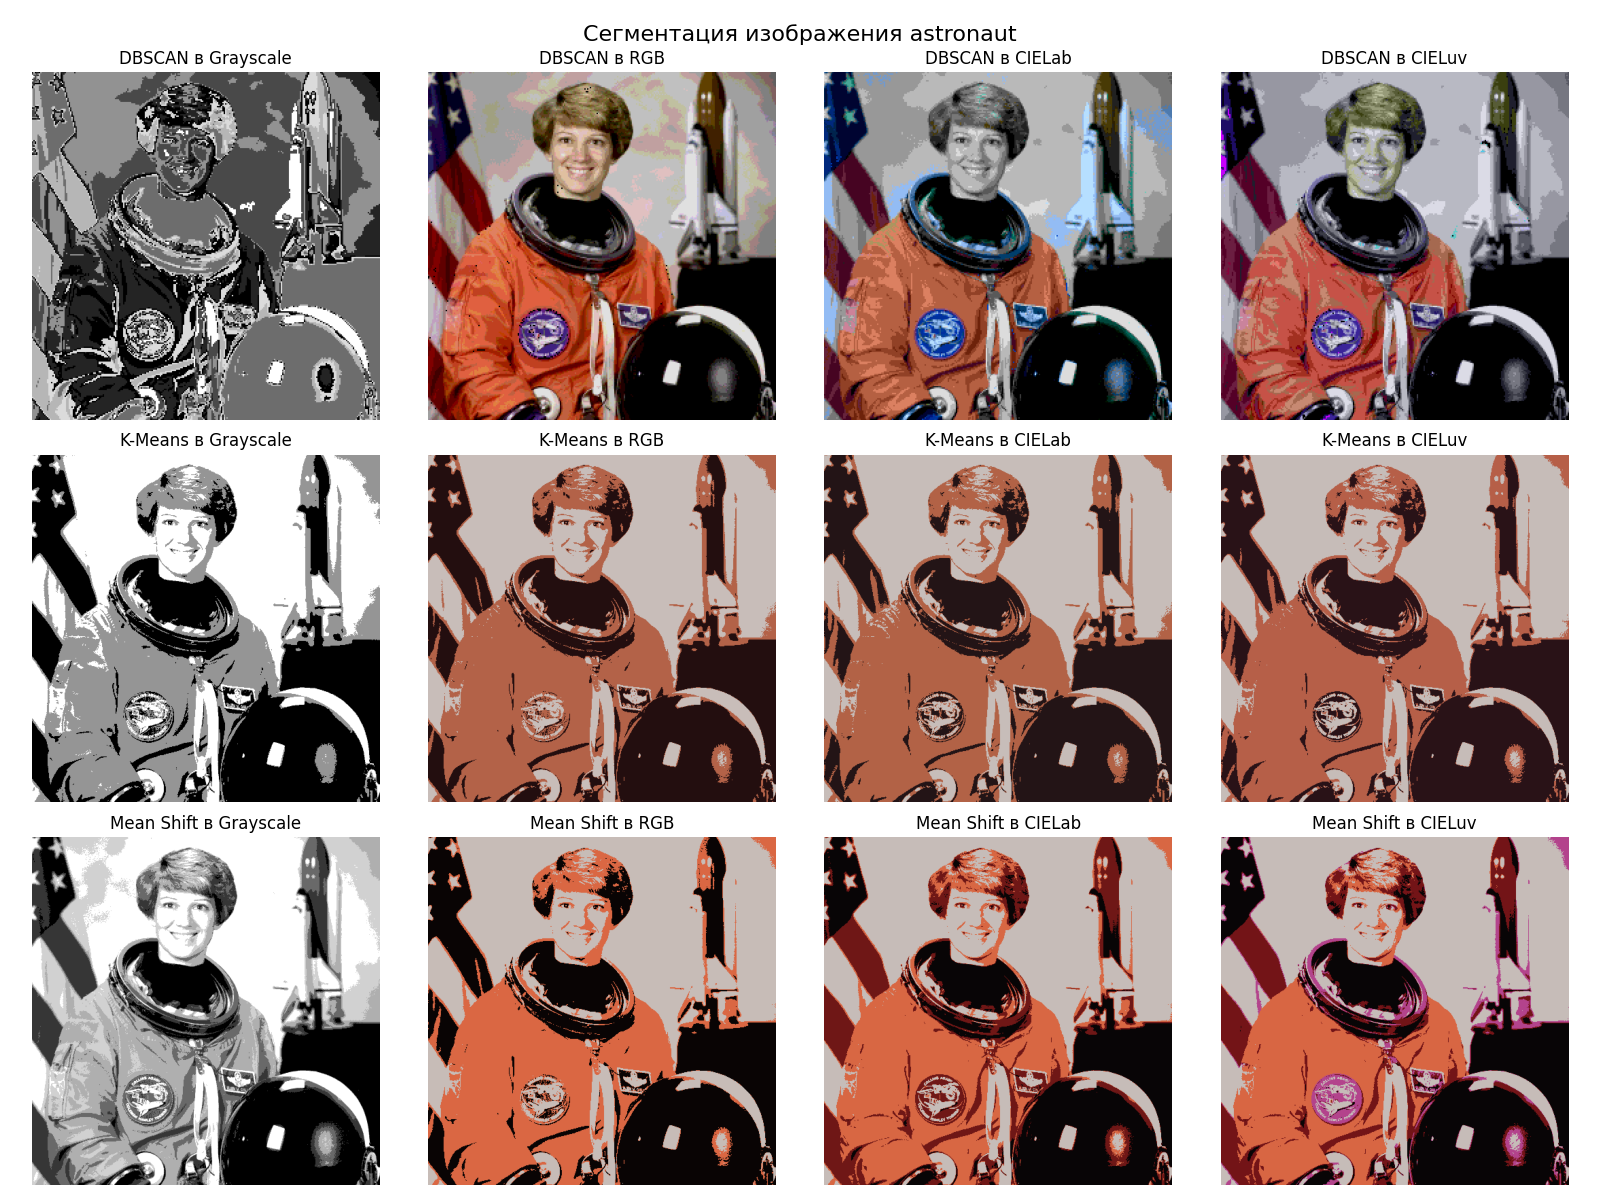 Сегментация изображения astronaut
DBSCAN в Grayscale
DBSCAN в RGB
DBSCAN в CIELab
DBSCAN в CIELuv
K-Means в Grayscale
K-Means в RGB
K-Means в CIELab
K-Means в CIELuv
Mean Shift в Grayscale
Mean Shift в RGB
Mean Shift в CIELab
Mean Shift в CIELuv